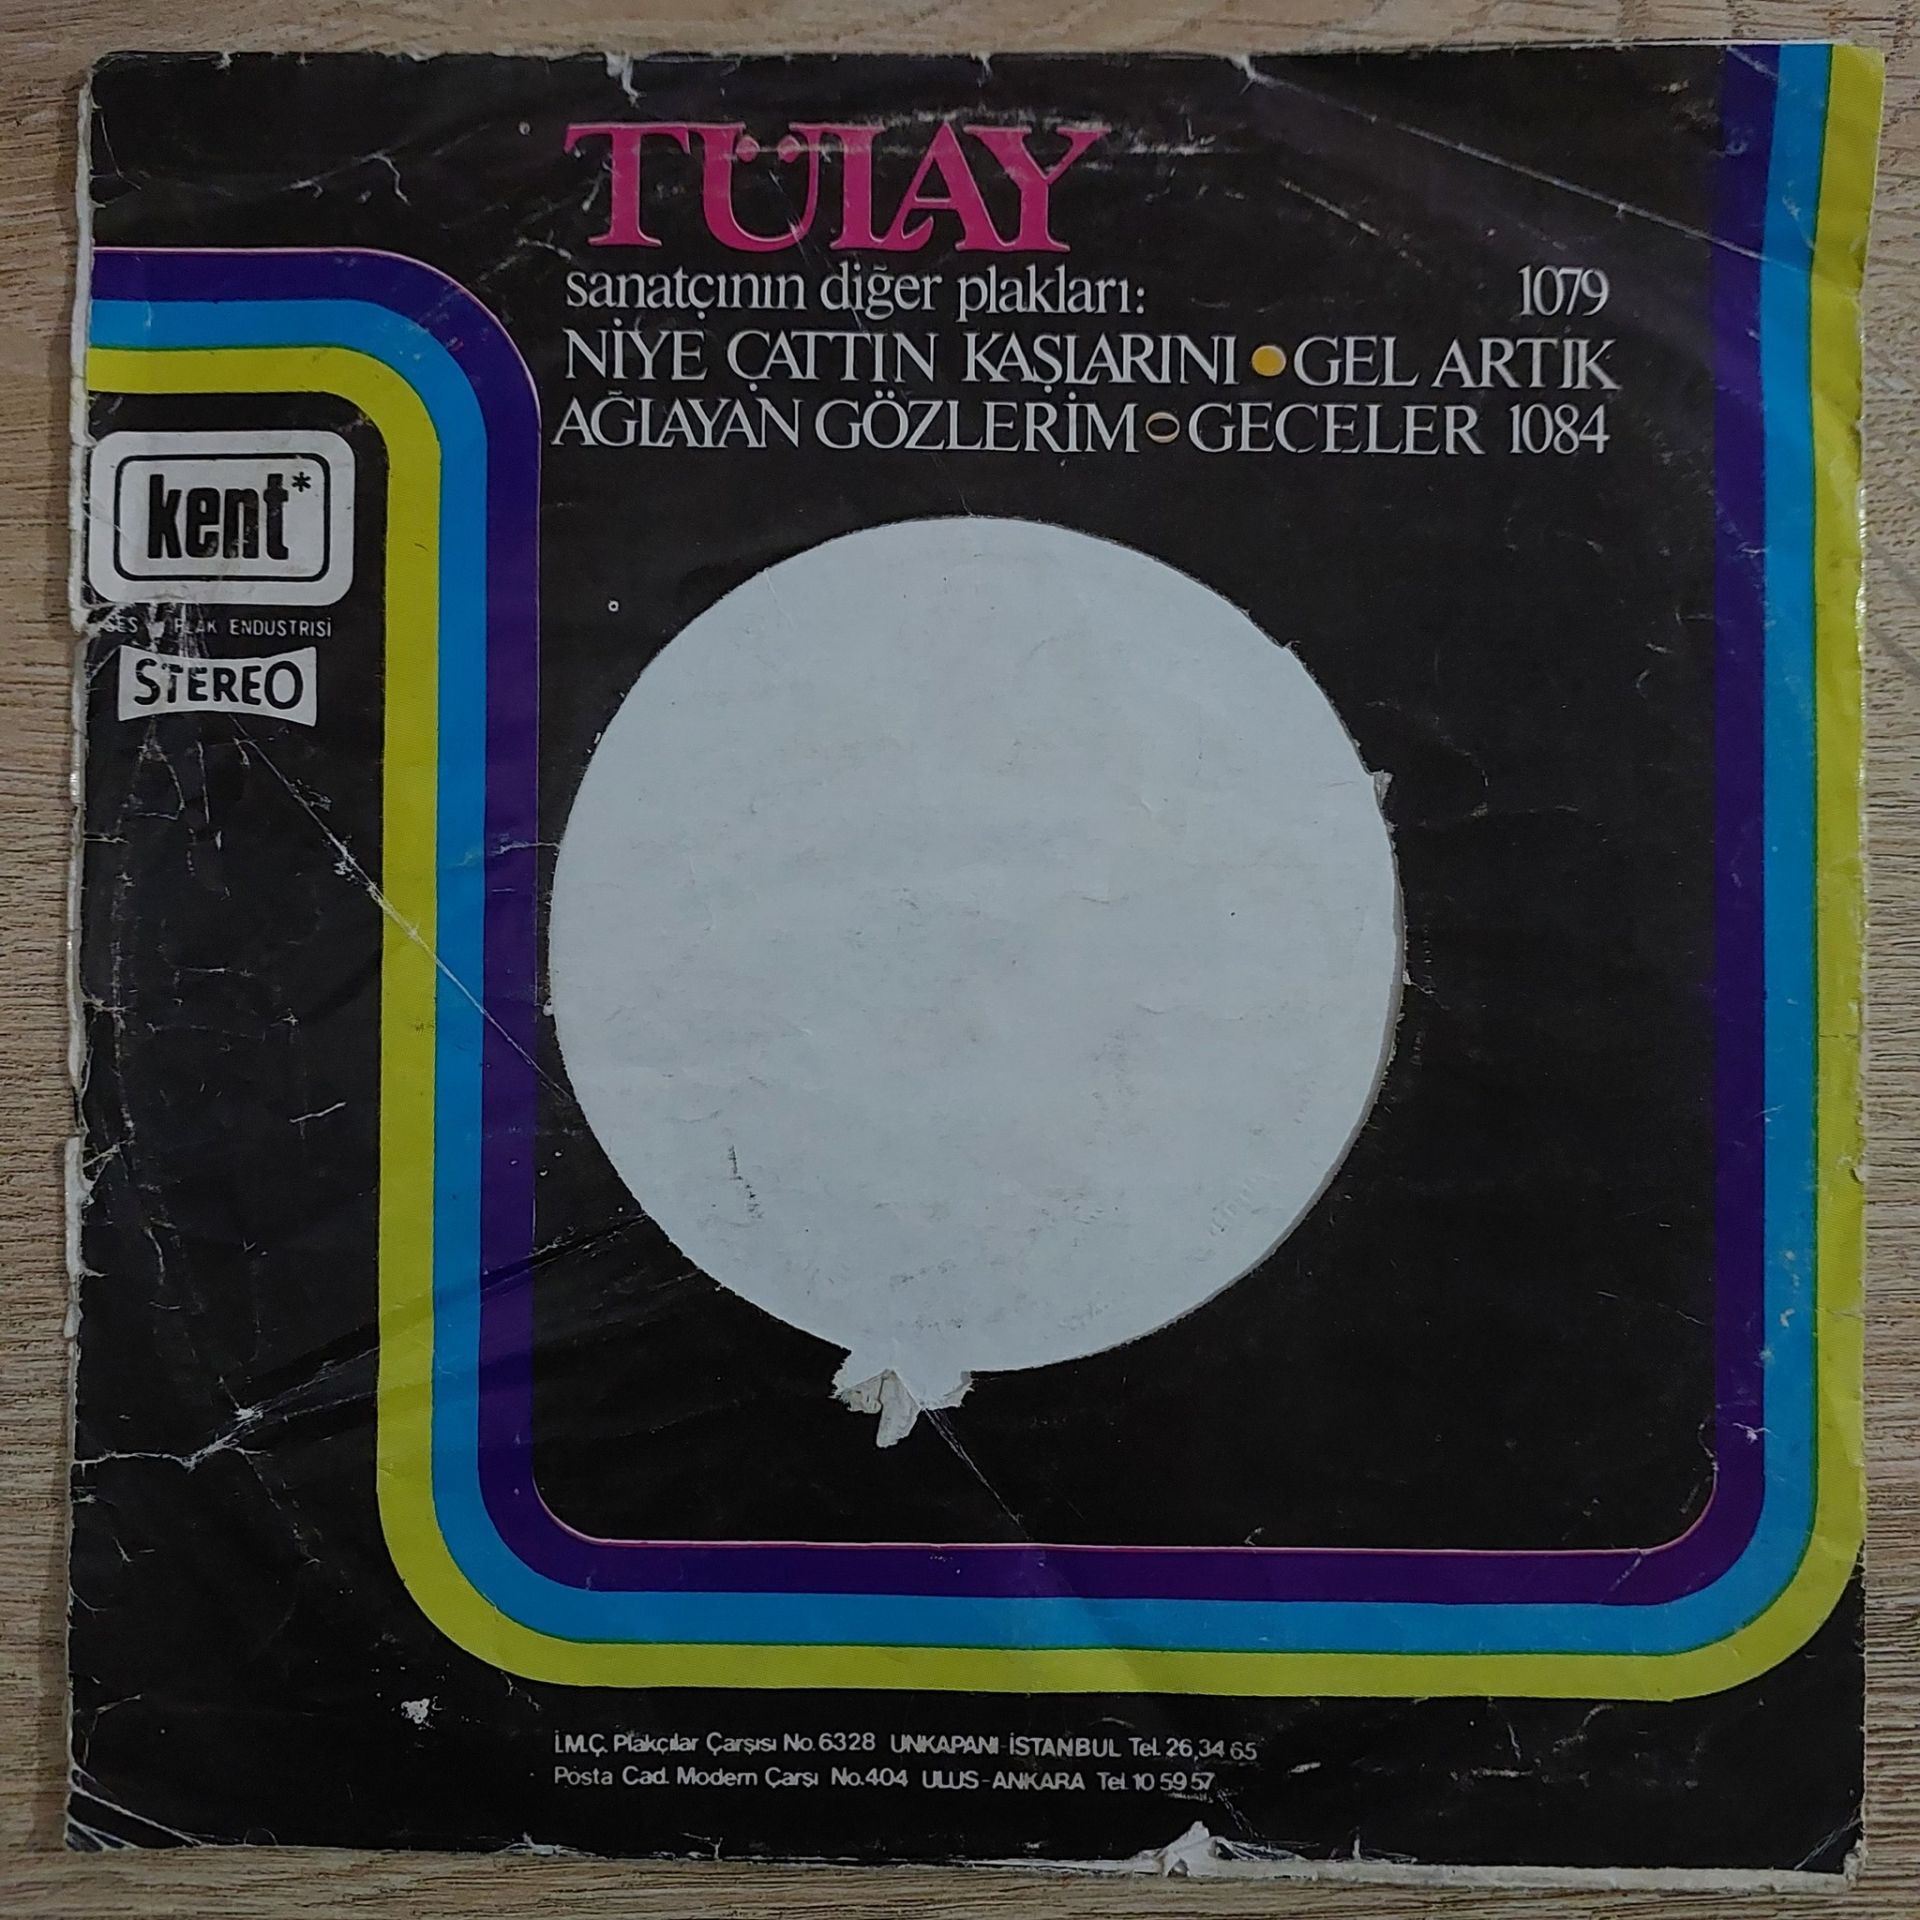 TÜLAY
sanatçının diğer plakları: 1079
NİYE ÇATTIN KAŞLARINI GEL ARTIK
AĞLAYAN GÖZLERİM GECELER 1084
kent*
SES PLAK ENDUSTRISİ
STEREO
İ.M.Ç. Plakçılar Çarşısı No. 6328 UNKAPANI-İSTANBUL Tel. 26,34 65
Posta Cad. Modern Çarşı No.404 ULUS-ANKARA Tel. 10 59 57